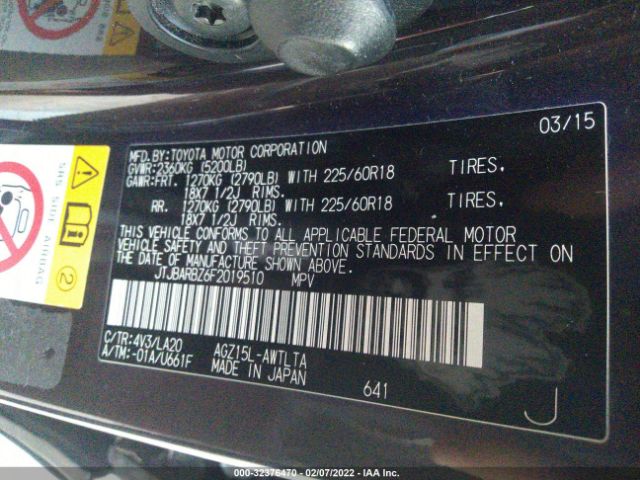 03/15
MFD. BY: TOYOTA MOTOR CORPORATION
GVWR: 2360KG (5200LB)
GAWR: FRT. 1270KG (2790LB) WITH 225/60R18 TIRES.
18X7 1/2J RIMS.
RR. 1270KG (2790LB) WITH 225/60R18 TIRES.
18X7 1/2J RIMS.
THIS VEHICLE CONFORMS TO ALL APPLICABLE FEDERAL MOTOR
VEHICLE SAFETY AND THEFT PREVENTION STANDARDS IN EFFECT ON
THE DATE OF MANUFACTURE SHOWN ABOVE.
JTJBARBZ6F2019510 MPV
C/TR: 4V3/LA20 AGZ15L-AWTLTA
A/TM: -01A/U661F MADE IN JAPAN
641
J
SRS SIDE AIRBAG
2
000-32376470 - 02/07/2022 - IAA Inc.